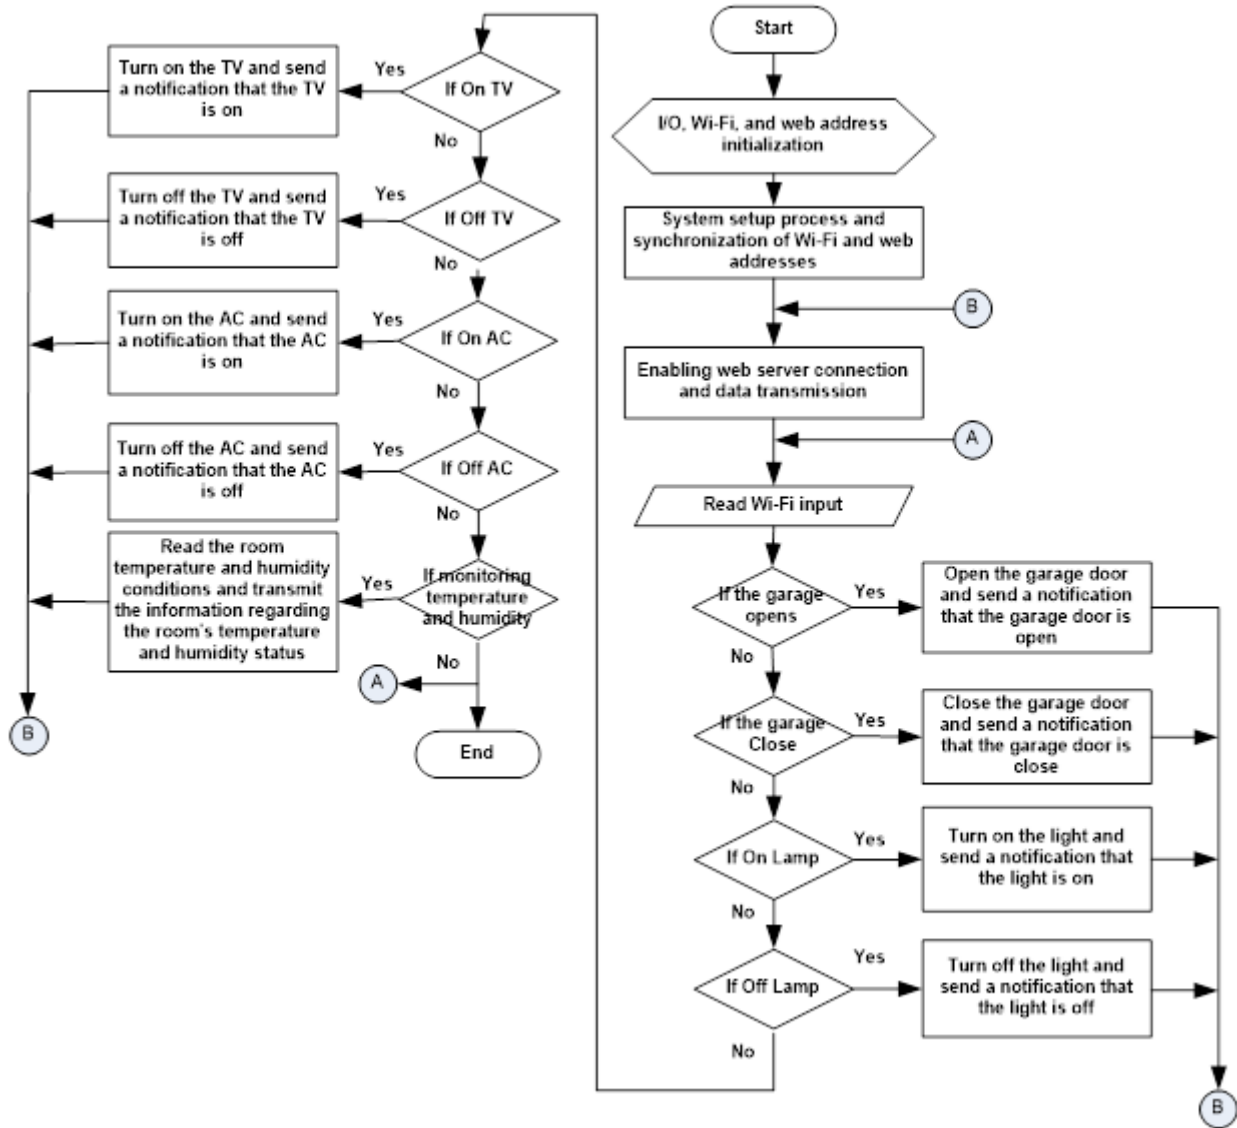 Start
I/O, Wi-Fi, and web address
initialization
System setup process and
synchronization of Wi-Fi and web
addresses
B
Enabling web server connection
and data transmission
A
Read Wi-Fi input
If the garage
opens
Yes
Open the garage door
and send a notification
that the garage door is
open
No
If the garage
Close
Yes
Close the garage door
and send a notification
that the garage door is
close
No
If On Lamp
Yes
Turn on the light and
send a notification that
the light is on
No
If Off Lamp
Yes
Turn off the light and
send a notification that
the light is off
No
B
If On TV
Yes
Turn on the TV and send
a notification that the TV
is on
No
If Off TV
Yes
Turn off the TV and send
a notification that the TV
is off
No
If On AC
Yes
Turn on the AC and send
a notification that the AC
is on
No
If Off AC
Yes
Turn off the AC and send
a notification that the AC
is off
No
If monitoring
temperature
and humidity
Yes
Read the room
temperature and humidity
conditions and transmit
the information regarding
the room's temperature
and humidity status
No
A
B
End